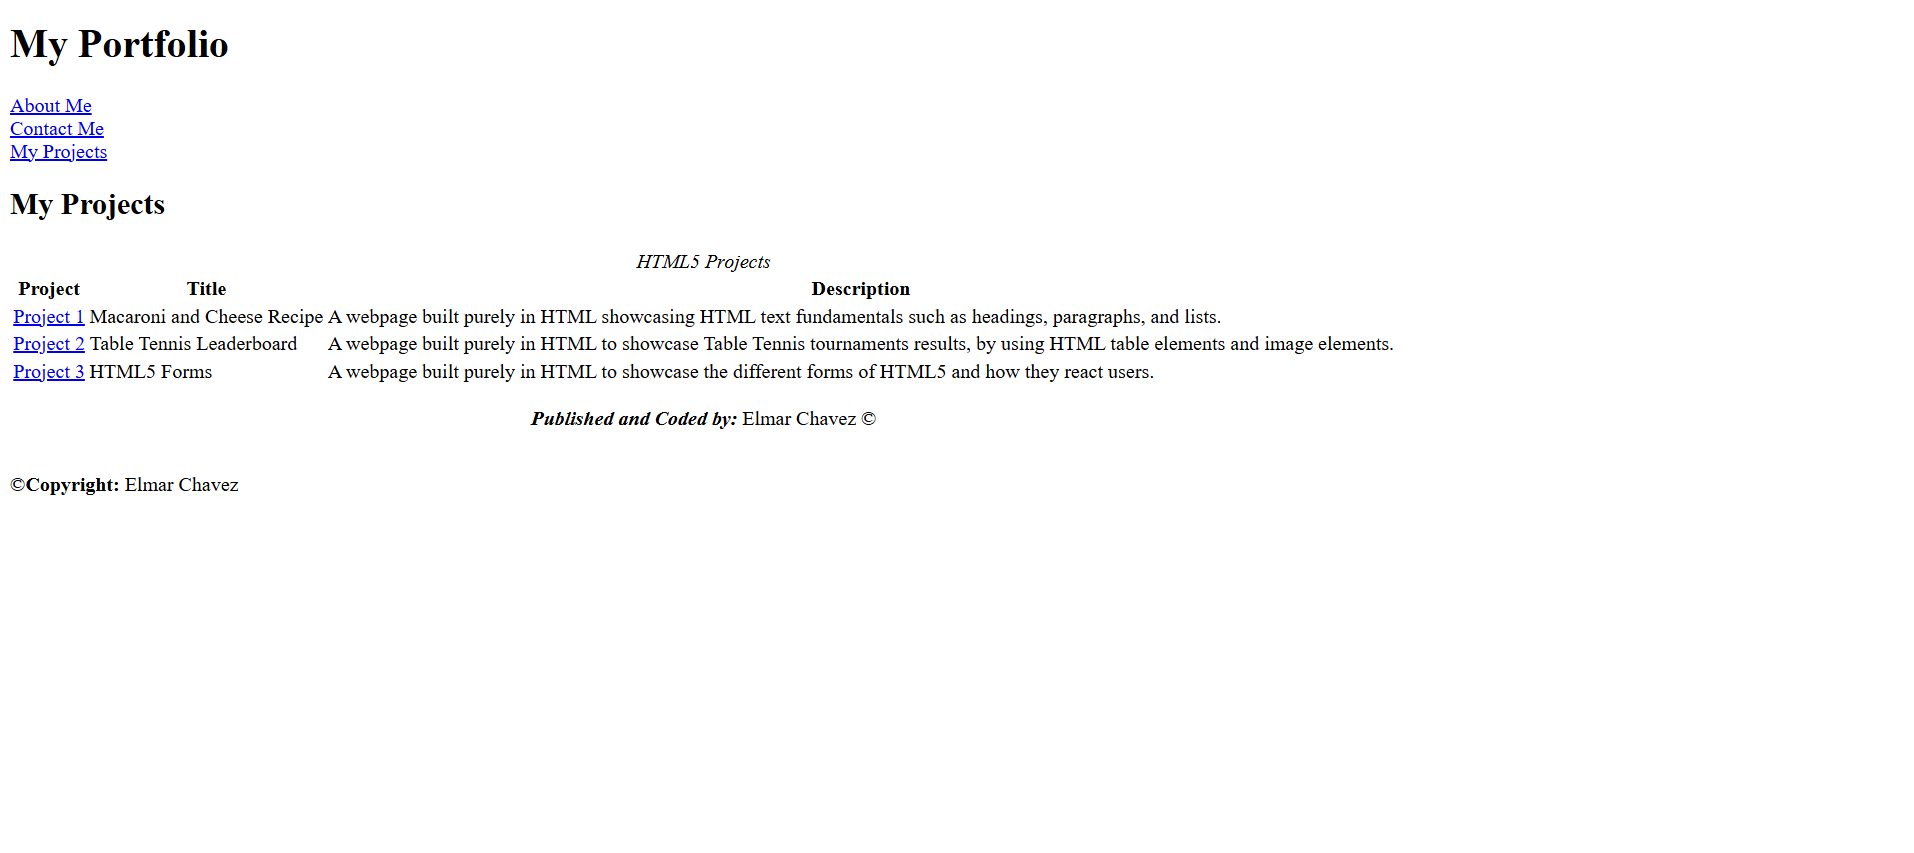 My Portfolio
About Me
Contact Me
My Projects
My Projects
HTML5 Projects
Project Title Description
Project 1 Macaroni and Cheese Recipe A webpage built purely in HTML showcasing HTML text fundamentals such as headings, paragraphs, and lists.
Project 2 Table Tennis Leaderboard A webpage built purely in HTML to showcase Table Tennis tournaments results, by using HTML table elements and image elements.
Project 3 HTML5 Forms A webpage built purely in HTML to showcase the different forms of HTML5 and how they react users.
Published and Coded by: Elmar Chavez ©
©Copyright: Elmar Chavez